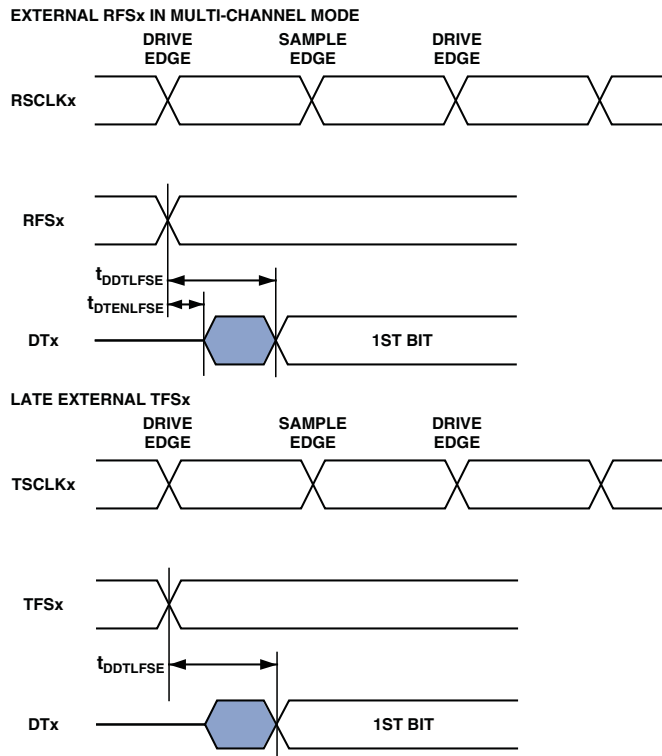 EXTERNAL RFSx IN MULTI-CHANNEL MODE
DRIVE EDGE
SAMPLE EDGE
DRIVE EDGE
RSCLKx
RFSx
tDDTLFSE
tDTENLFSE
DTx
1ST BIT
LATE EXTERNAL TFSx
DRIVE EDGE
SAMPLE EDGE
DRIVE EDGE
TSCLKx
TFSx
tDDTLFSE
DTx
1ST BIT